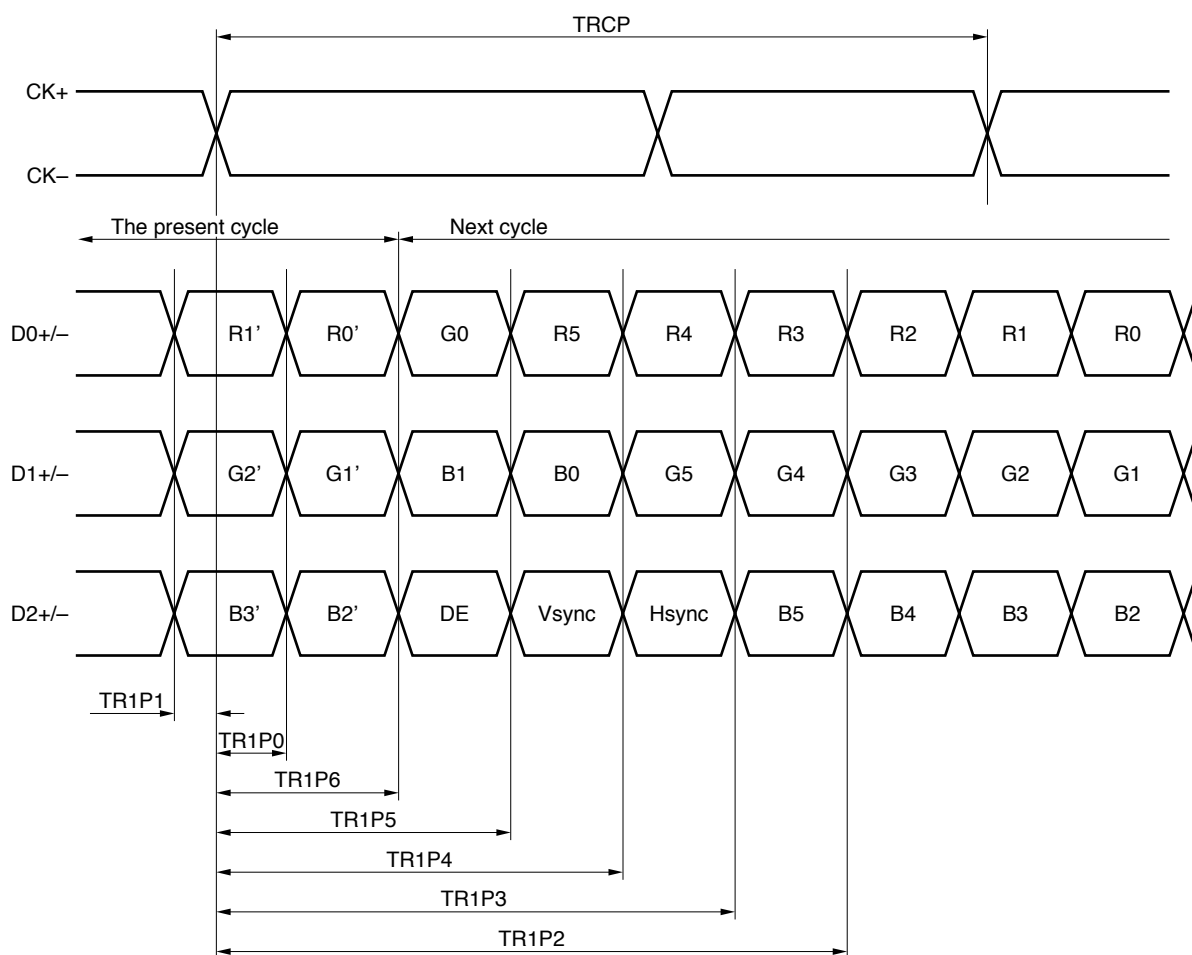 TRCP
CK+
CK–
The present cycle Next cycle
D0+/– R1’ R0’ G0 R5 R4 R3 R2 R1 R0
D1+/– G2’ G1’ B1 B0 G5 G4 G3 G2 G1
D2+/– B3’ B2’ DE Vsync Hsync B5 B4 B3 B2
TR1P1
TR1P0
TR1P6
TR1P5
TR1P4
TR1P3
TR1P2